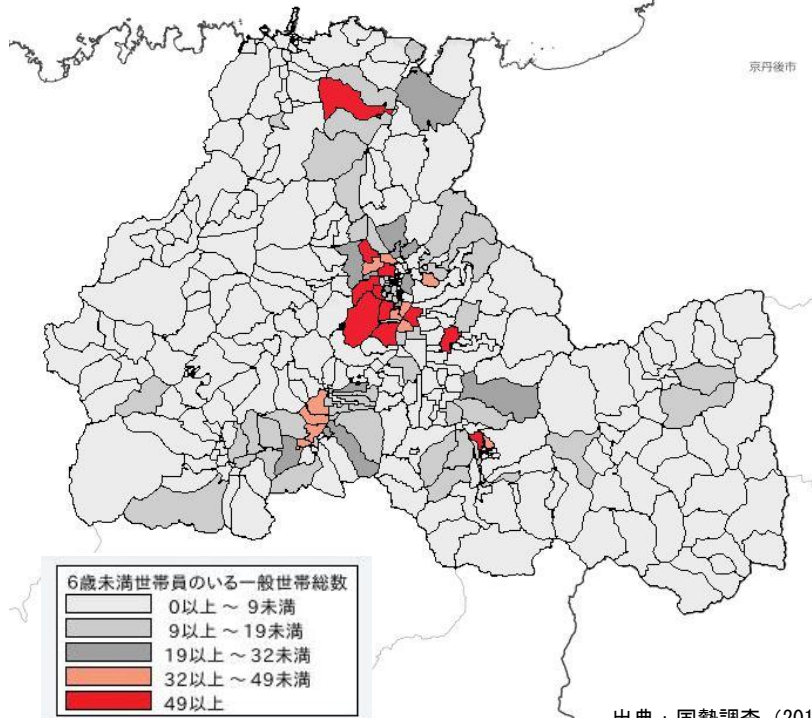 京丹後市
6歳未満世帯員のいる一般世帯総数
0以上 ~ 9未満
9以上 ~ 19未満
19以上 ~ 32未満
32以上 ~ 49未満
49以上
出典：国勢調査（201